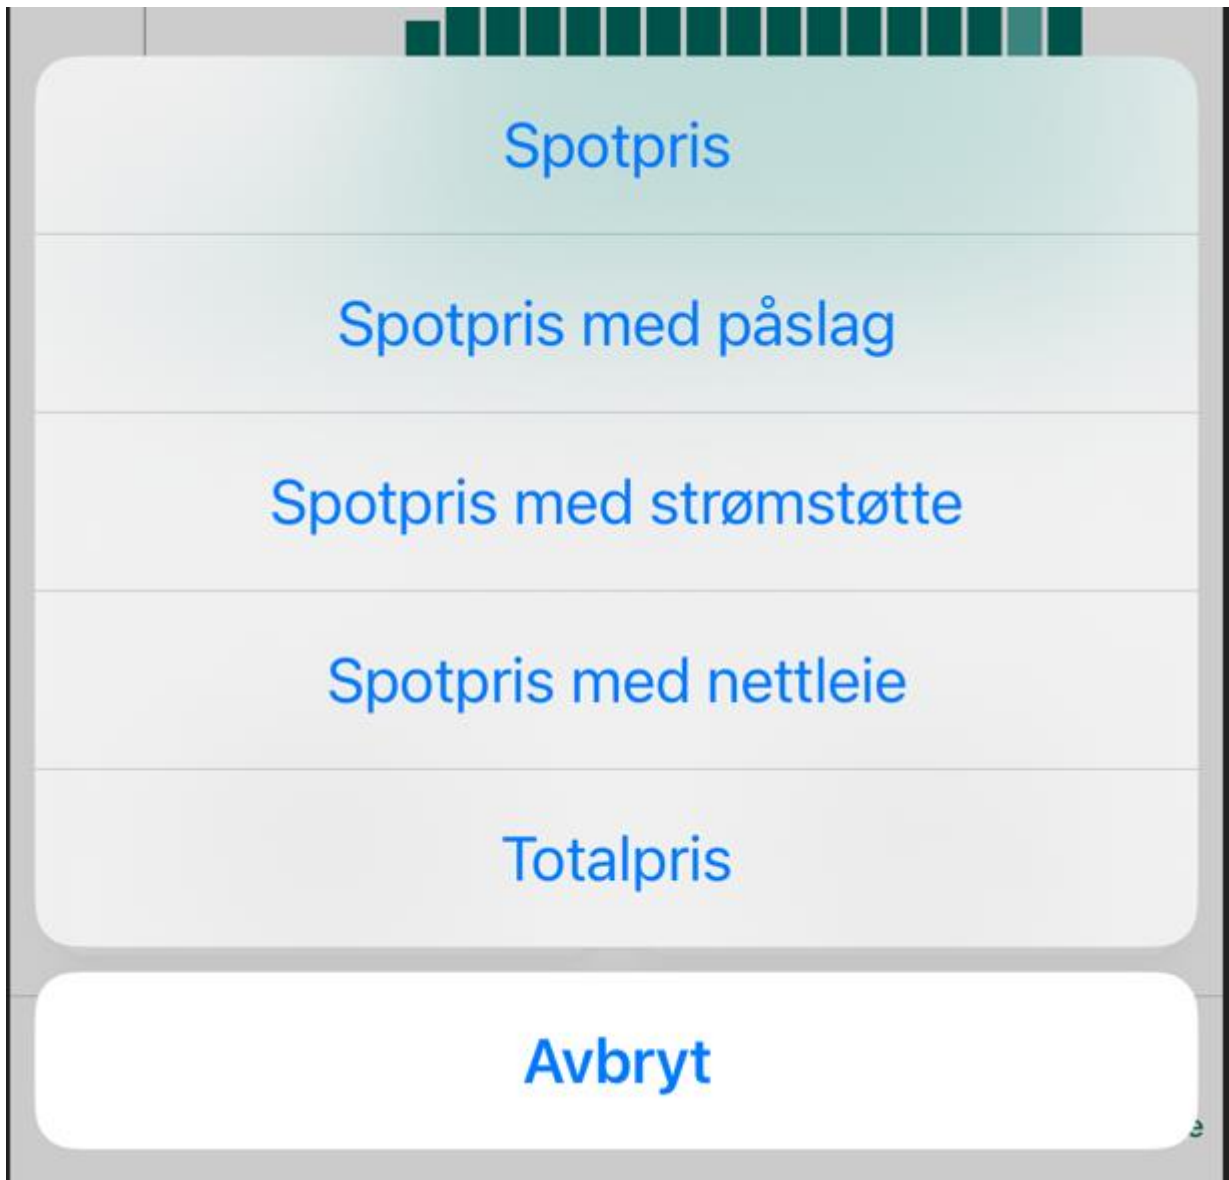 Spotpris
Spotpris med påslag
Spotpris med strømstøtte
Spotpris med nettleie
Totalpris
Avbryt